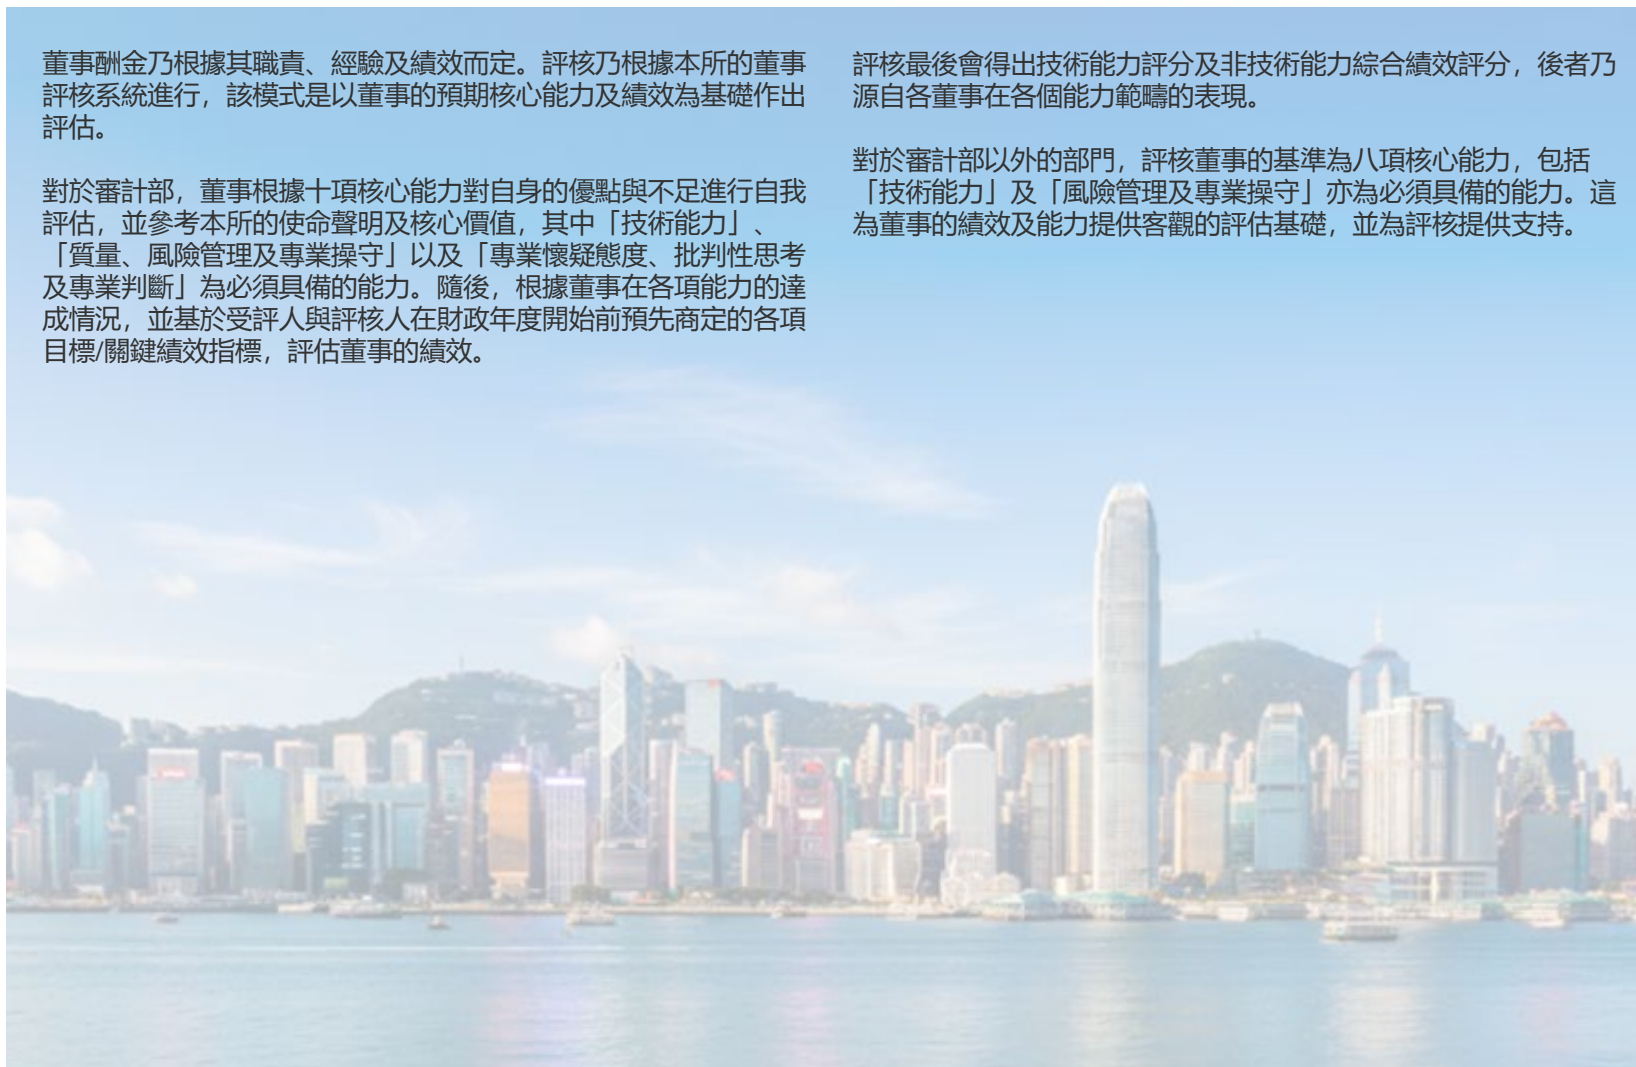 董事酬金乃根據其職責、經驗及績效而定。評核乃根據本所的董事
評核系統進行，該模式是以董事的預期核心能力及績效為基礎作出
評估。
對於審計部，董事根據十項核心能力對自身的優點與不足進行自我
評估，並參考本所的使命聲明及核心價值，其中「技術能力」、
「質量、風險管理及專業操守」以及「專業懷疑態度、批判性思考
及專業判斷」為必須具備的能力。隨後，根據董事在各項能力的達
成情況，並基於受評人與評核人在財政年度開始前預先商定的各項
目標/關鍵績效指標，評估董事的績效。
評核最後會得出技術能力評分及非技術能力綜合績效評分，後者乃
源自各董事在各個能力範疇的表現。
對於審計部以外的部門，評核董事的基準為八項核心能力，包括
「技術能力」及「風險管理及專業操守」亦為必須具備的能力。這
為董事的績效及能力提供客觀的評估基礎，並為評核提供支持。